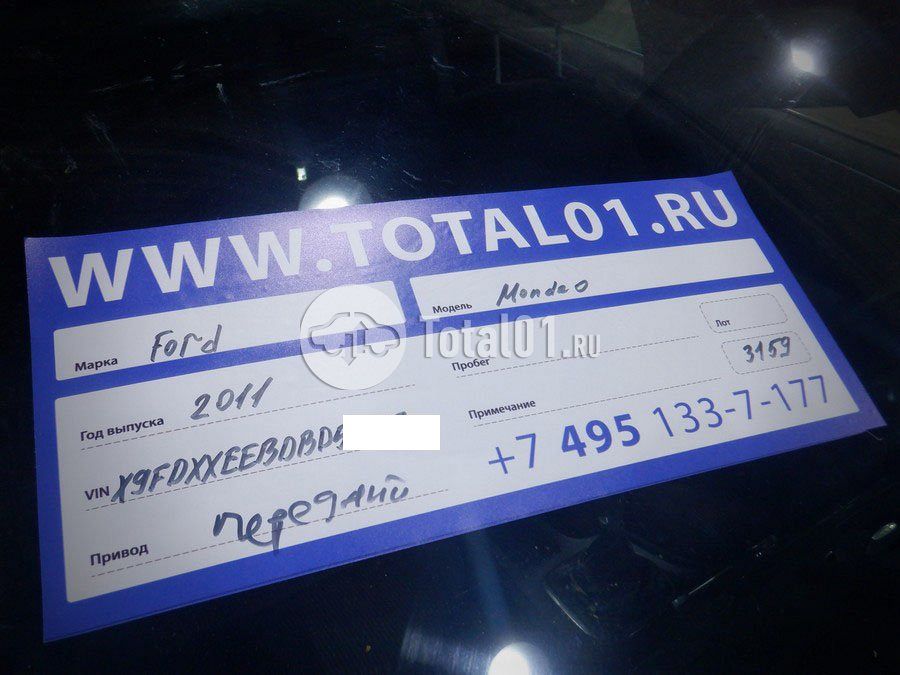 WWW.TOTAL01.RU
Марка Ford
Модель Mondeo
Total01.RU
Год выпуска 2011
Пробег
Лот 3159
VIN X9FDXXEEBDBD5
Примечание
+7 495 133-7-177
Привод передний